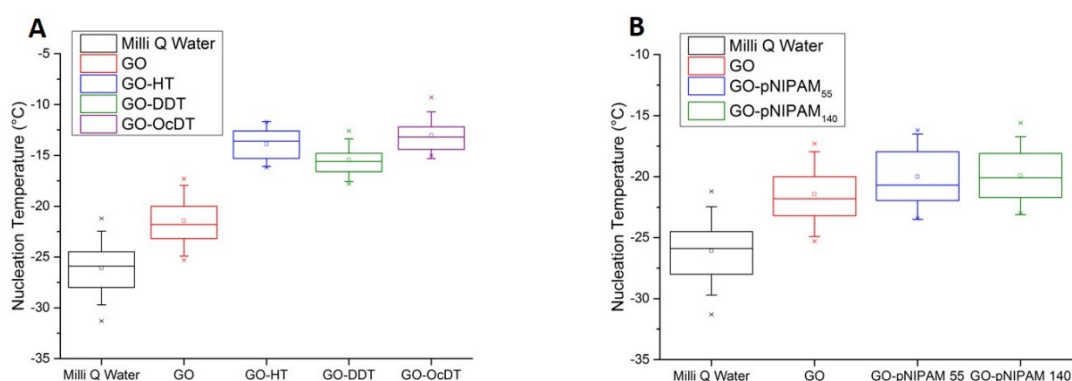 A
Milli Q Water
GO
GO-HT
GO-DDT
GO-OcDT
Nucleation Temperature (°C)
-5
-10
-15
-20
-25
-30
-35
Milli Q Water GO GO-HT GO-DDT GO-OcDT
B
Milli Q Water
GO
GO-pNIPAM55
GO-pNIPAM140
Nucleation Temperature (°C)
-10
-15
-20
-25
-30
-35
Milli Q Water GO GO-pNIPAM 55 GO-pNIPAM 140